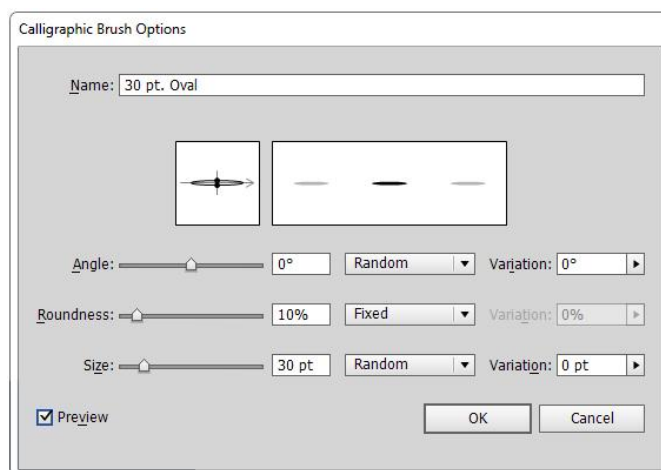 Calligraphic Brush Options
Name: 30 pt. Oval
Angle: 0° Random Variation: 0°
Roundness: 10% Fixed Variation: 0%
Size: 30 pt Random Variation: 0 pt
Preview OK Cancel